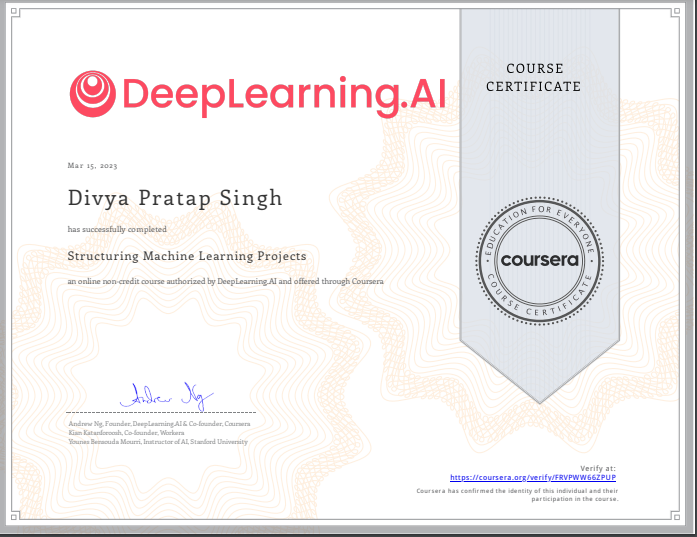 DeepLearning.AI
COURSE
CERTIFICATE
Mar 15, 2023
Divya Pratap Singh
has successfully completed
Structuring Machine Learning Projects
an online non-credit course authorized by DeepLearning.AI and offered through Coursera
EDUCATION FOR EVERYONE
coursera
COURSE CERTIFICATE
Andrew Ng
Andrew Ng, Founder, DeepLearning.AI & Co-founder, Coursera
Kian Katanforoosh, Co-founder, Workera
Younes Bensouda Mourri, Instructor of AI, Stanford University
Verify at:
https://coursera.org/verify/FRVPWW66ZPUP
Coursera has confirmed the identity of this individual and their
participation in the course.